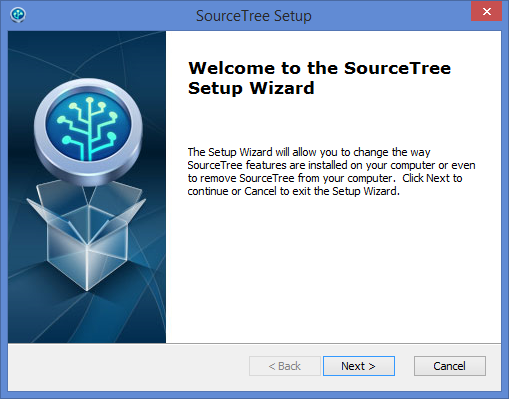 SourceTree Setup
Welcome to the SourceTree
Setup Wizard
The Setup Wizard will allow you to change the way
SourceTree features are installed on your computer or even
to remove SourceTree from your computer.  Click Next to
continue or Cancel to exit the Setup Wizard.
< Back
Next >
Cancel